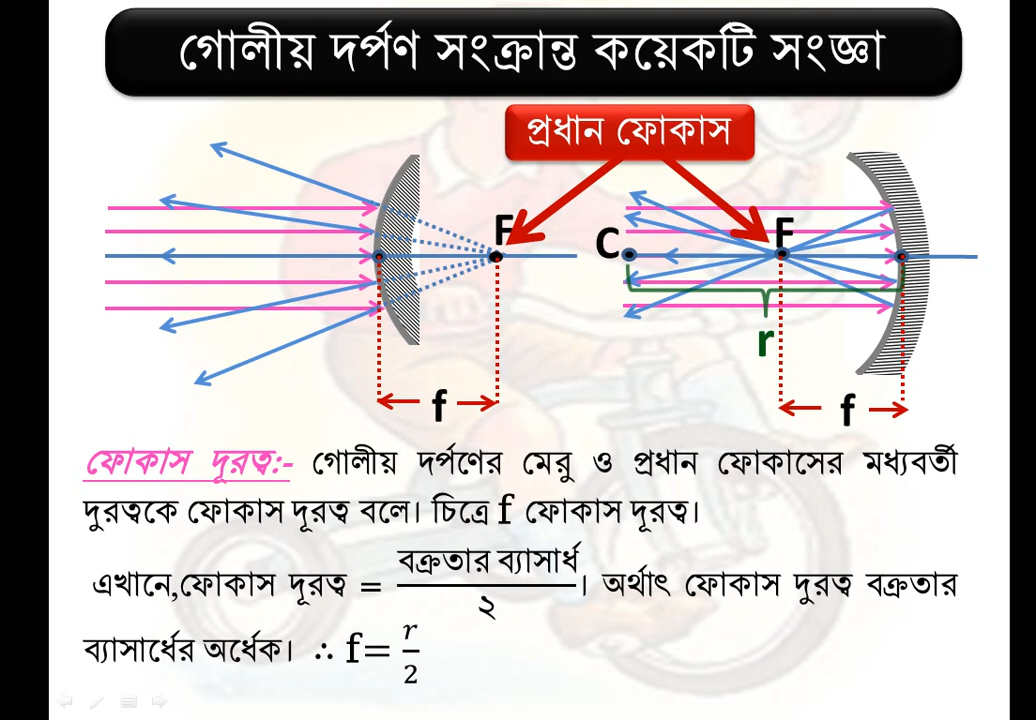 গোলীয় দর্পণ সংক্রান্ত কয়েকটি সংজ্ঞা
প্রধান ফোকাস
F
C
F
r
f
f
ফোকাস দূরত্ব:- গোলীয় দর্পণের মেরু ও প্রধান ফোকাসের মধ্যবর্তী
দুরত্বকে ফোকাস দূরত্ব বলে। চিত্রে f ফোকাস দূরত্ব।
এখানে,ফোকাস দূরত্ব = বক্রতার ব্যাসার্ধ/২। অর্থাৎ ফোকাস দুরত্ব বক্রতার
ব্যাসার্ধের অর্ধেক। ∴ f= r/2